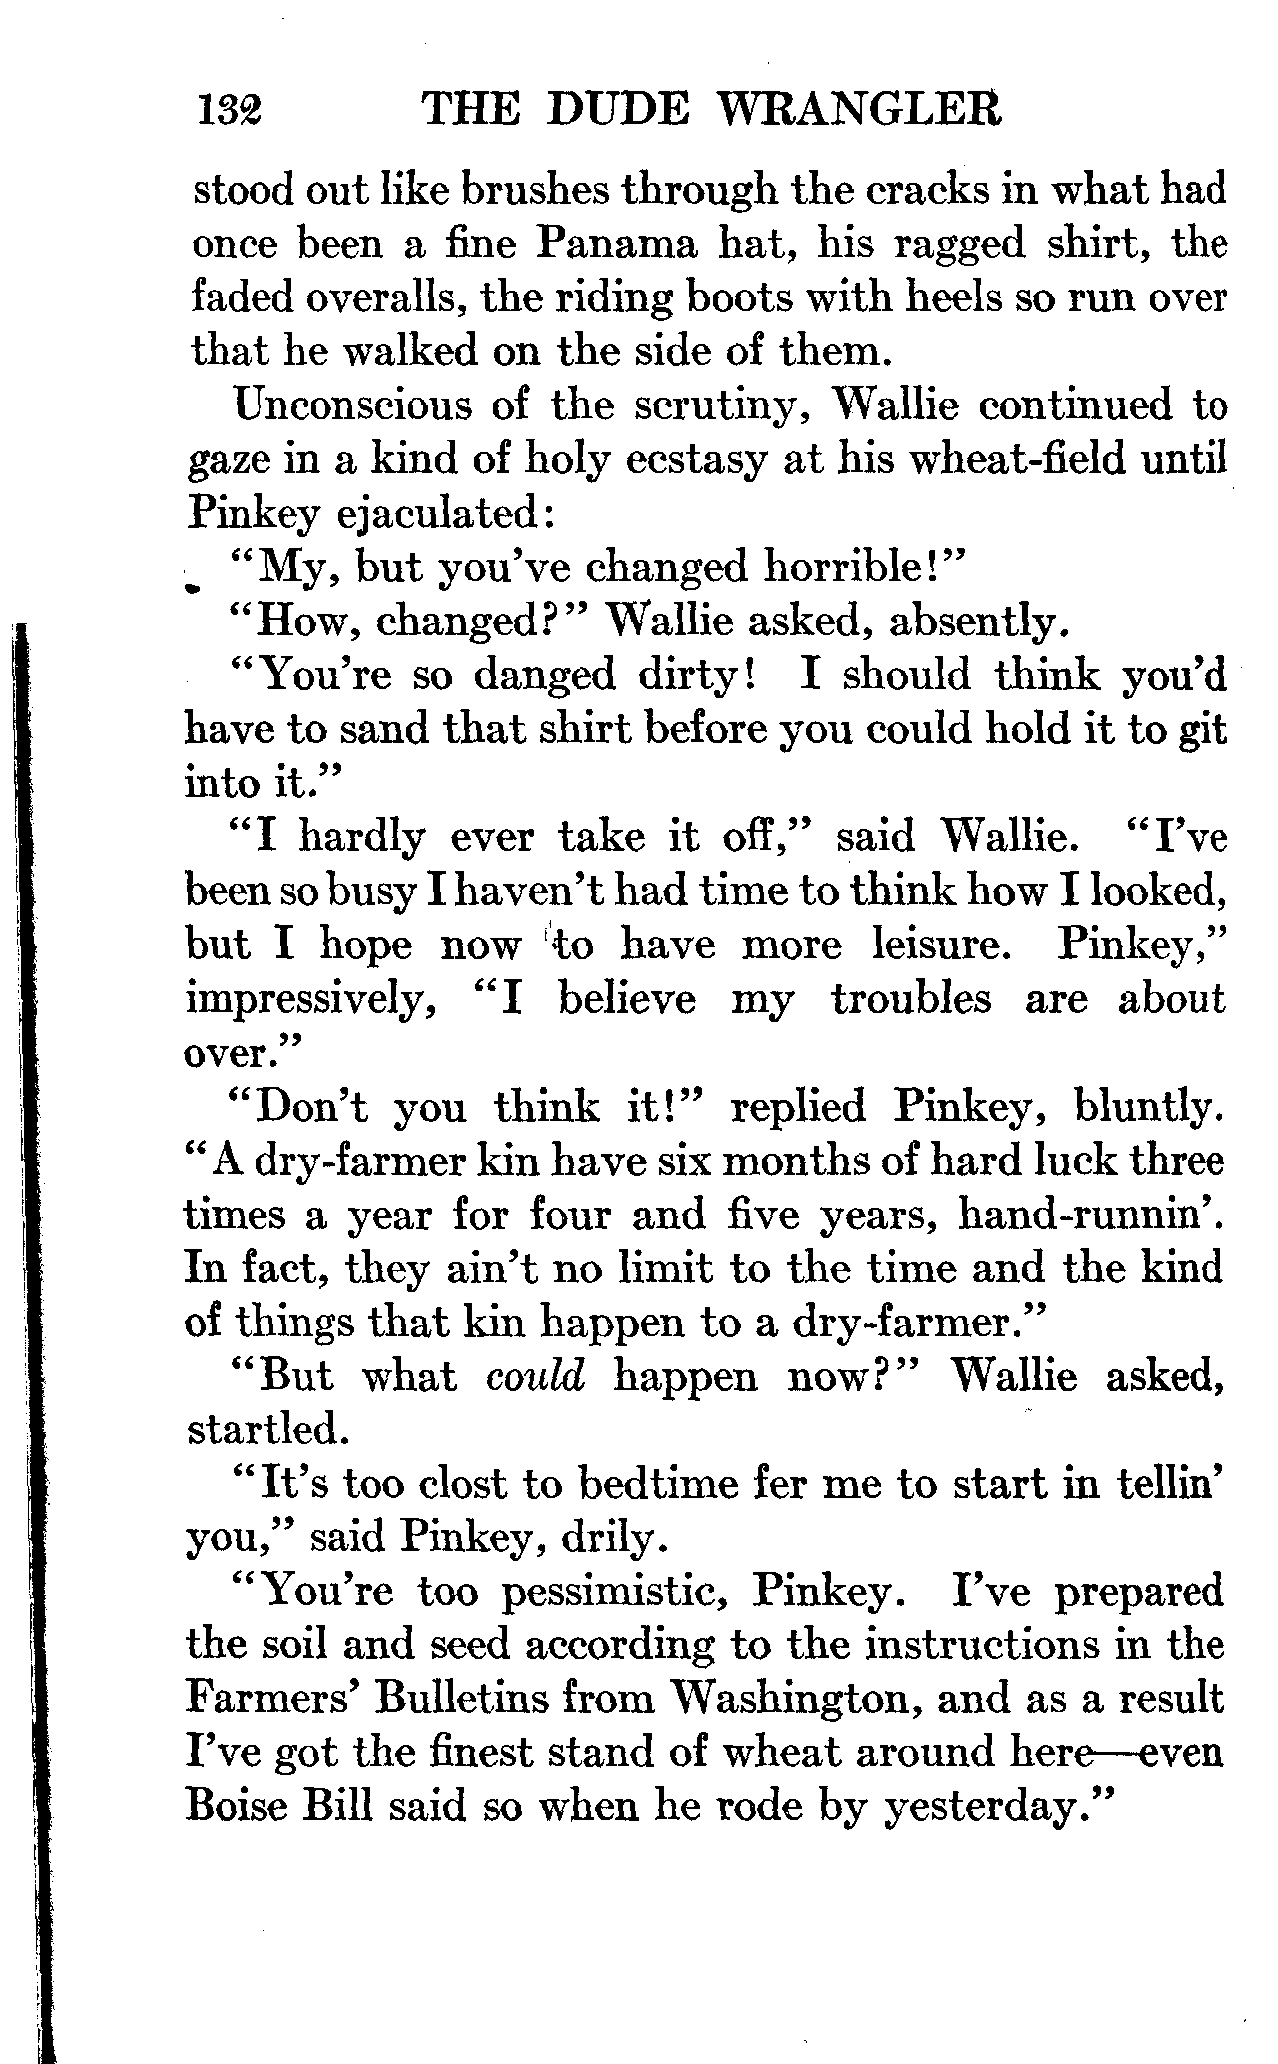 132 THE DUDE WRANGLER
stood out like brushes through the cracks in what had
once been a fine Panama hat, his ragged shirt, the
faded overalls, the riding boots with heels so run over
that he walked on the side of them.
Unconscious of the scrutiny, Wallie continued to
gaze in a kind of holy ecstasy at his wheat-field until
Pinkey ejaculated:
"My, but you've changed horrible!"
"How, changed?" Wallie asked, absently.
"You're so danged dirty! I should think you'd
have to sand that shirt before you could hold it to git
into it."
"I hardly ever take it off," said Wallie. "I've
been so busy I haven't had time to think how I looked,
but I hope now to have more leisure. Pinkey,"
impressively, "I believe my troubles are about
over."
"Don't you think it!" replied Pinkey, bluntly.
"A dry-farmer kin have six months of hard luck three
times a year for four and five years, hand-runnin'.
In fact, they ain't no limit to the time and the kind
of things that kin happen to a dry-farmer."
"But what could happen now?" Wallie asked,
startled.
"It's too clost to bedtime fer me to start in tellin'
you," said Pinkey, drily.
"You're too pessimistic, Pinkey. I've prepared
the soil and seed according to the instructions in the
Farmers' Bulletins from Washington, and as a result
I've got the finest stand of wheat around here—even
Boise Bill said so when he rode by yesterday."